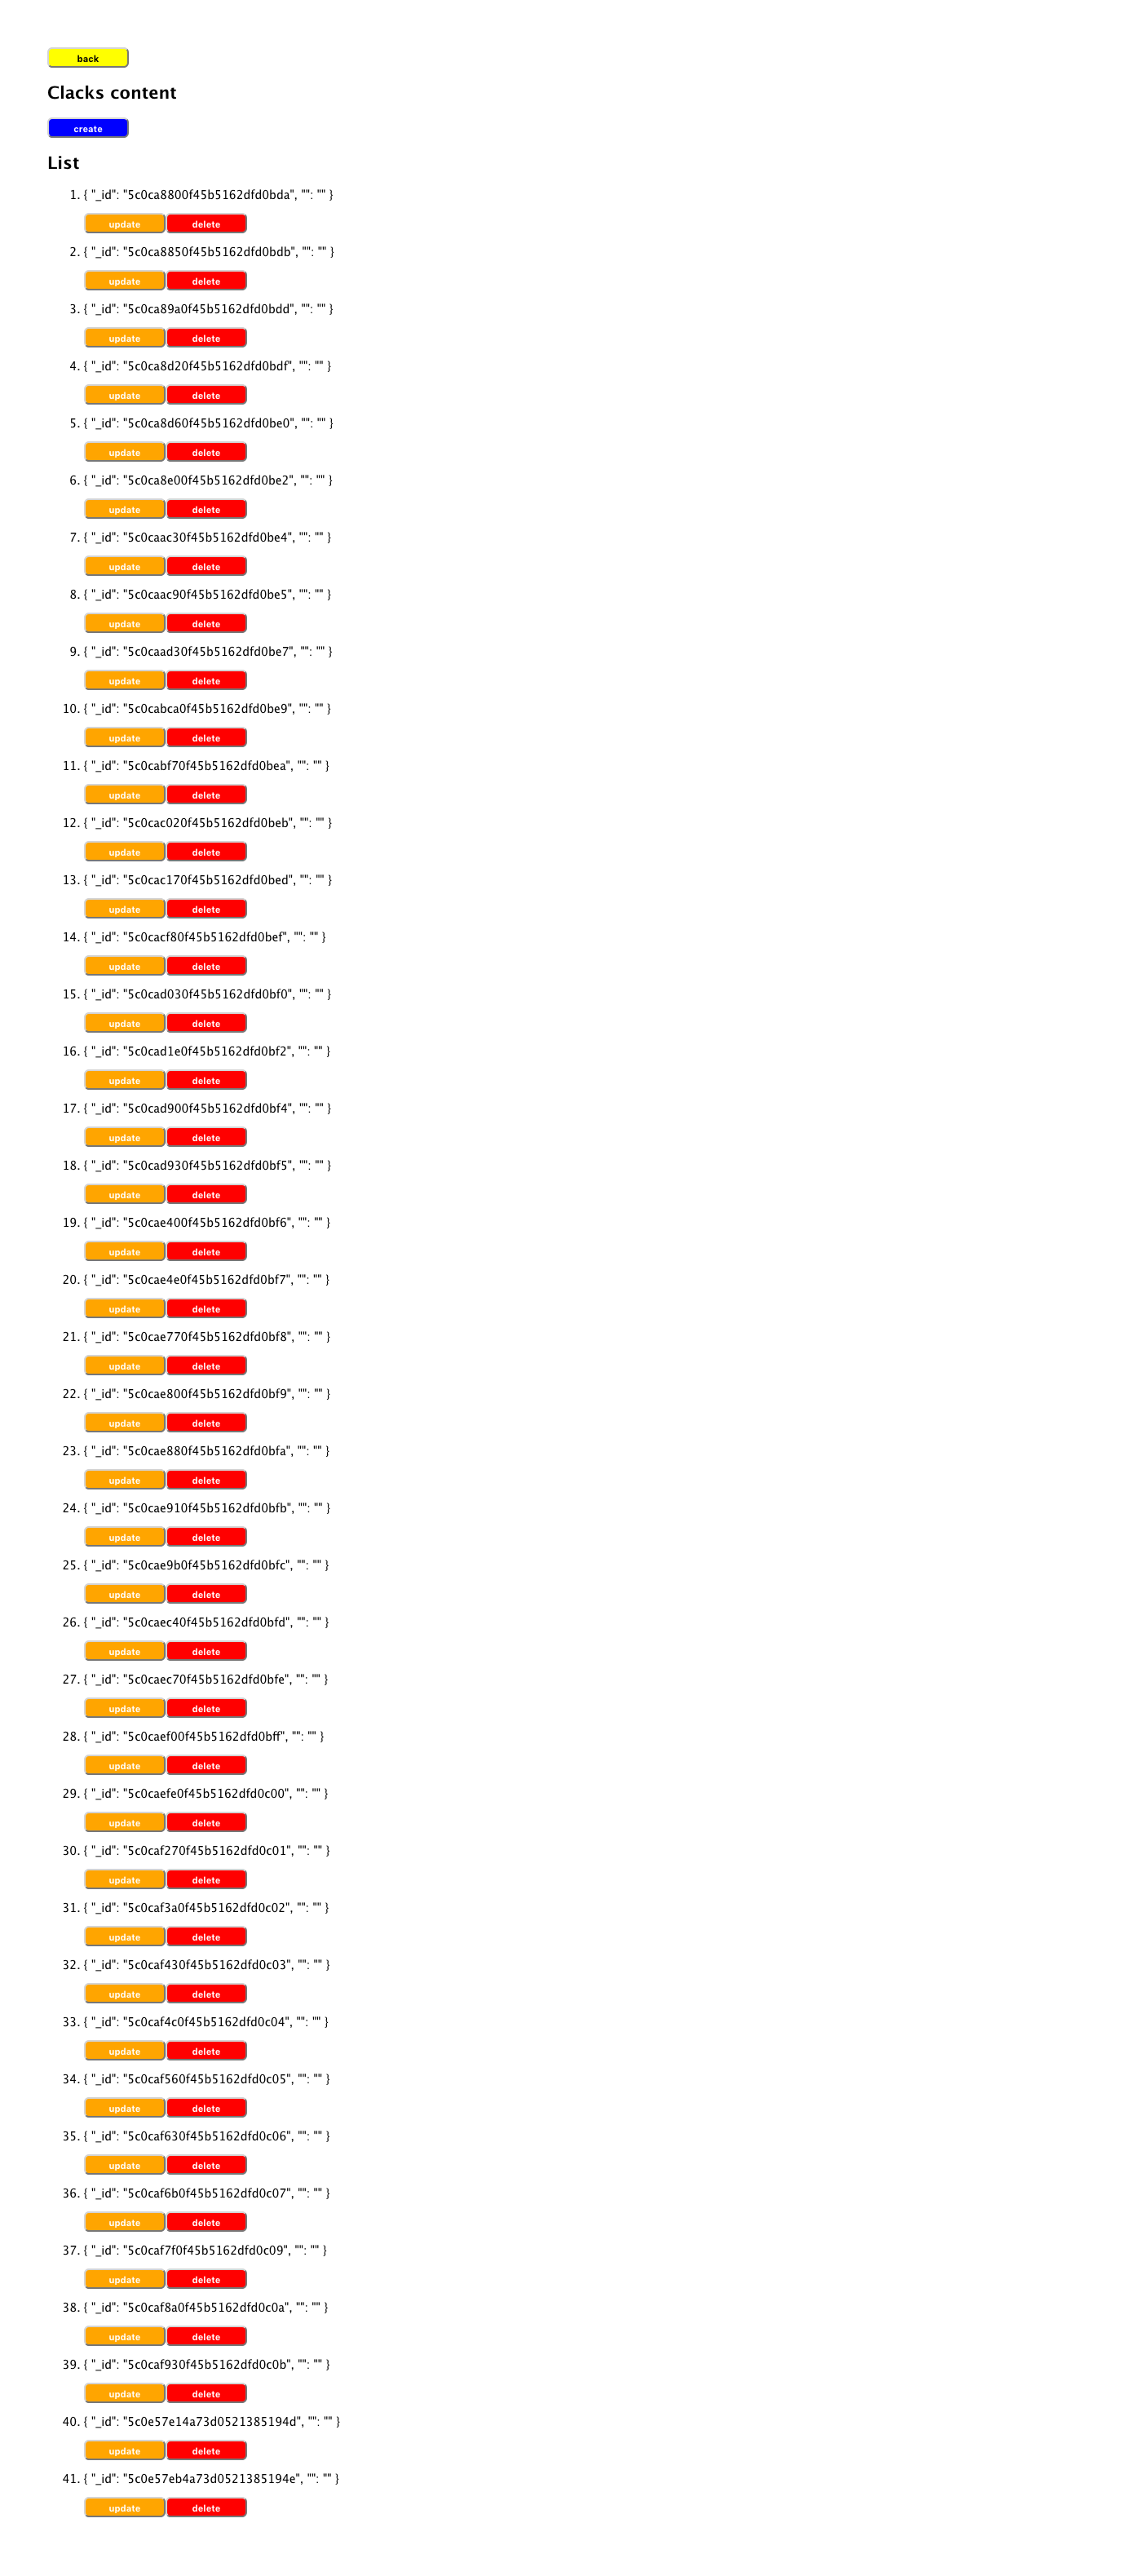 back
Clacks content
create
List
1. { "_id": "5c0ca8800f45b5162dfd0bda", "": "" }
update delete
2. { "_id": "5c0ca8850f45b5162dfd0bdb", "": "" }
update delete
3. { "_id": "5c0ca89a0f45b5162dfd0bdd", "": "" }
update delete
4. { "_id": "5c0ca8d20f45b5162dfd0bdf", "": "" }
update delete
5. { "_id": "5c0ca8d60f45b5162dfd0be0", "": "" }
update delete
6. { "_id": "5c0ca8e00f45b5162dfd0be2", "": "" }
update delete
7. { "_id": "5c0caac30f45b5162dfd0be4", "": "" }
update delete
8. { "_id": "5c0caac90f45b5162dfd0be5", "": "" }
update delete
9. { "_id": "5c0caad30f45b5162dfd0be7", "": "" }
update delete
10. { "_id": "5c0cabca0f45b5162dfd0be9", "": "" }
update delete
11. { "_id": "5c0cabf70f45b5162dfd0bea", "": "" }
update delete
12. { "_id": "5c0cac020f45b5162dfd0beb", "": "" }
update delete
13. { "_id": "5c0cac170f45b5162dfd0bed", "": "" }
update delete
14. { "_id": "5c0cacf80f45b5162dfd0bef", "": "" }
update delete
15. { "_id": "5c0cad030f45b5162dfd0bf0", "": "" }
update delete
16. { "_id": "5c0cad1e0f45b5162dfd0bf2", "": "" }
update delete
17. { "_id": "5c0cad900f45b5162dfd0bf4", "": "" }
update delete
18. { "_id": "5c0cad930f45b5162dfd0bf5", "": "" }
update delete
19. { "_id": "5c0cae400f45b5162dfd0bf6", "": "" }
update delete
20. { "_id": "5c0cae4e0f45b5162dfd0bf7", "": "" }
update delete
21. { "_id": "5c0cae770f45b5162dfd0bf8", "": "" }
update delete
22. { "_id": "5c0cae800f45b5162dfd0bf9", "": "" }
update delete
23. { "_id": "5c0cae880f45b5162dfd0bfa", "": "" }
update delete
24. { "_id": "5c0cae910f45b5162dfd0bfb", "": "" }
update delete
25. { "_id": "5c0cae9b0f45b5162dfd0bfc", "": "" }
update delete
26. { "_id": "5c0caec40f45b5162dfd0bfd", "": "" }
update delete
27. { "_id": "5c0caec70f45b5162dfd0bfe", "": "" }
update delete
28. { "_id": "5c0caef00f45b5162dfd0bff", "": "" }
update delete
29. { "_id": "5c0caefe0f45b5162dfd0c00", "": "" }
update delete
30. { "_id": "5c0caf270f45b5162dfd0c01", "": "" }
update delete
31. { "_id": "5c0caf3a0f45b5162dfd0c02", "": "" }
update delete
32. { "_id": "5c0caf430f45b5162dfd0c03", "": "" }
update delete
33. { "_id": "5c0caf4c0f45b5162dfd0c04", "": "" }
update delete
34. { "_id": "5c0caf560f45b5162dfd0c05", "": "" }
update delete
35. { "_id": "5c0caf630f45b5162dfd0c06", "": "" }
update delete
36. { "_id": "5c0caf6b0f45b5162dfd0c07", "": "" }
update delete
37. { "_id": "5c0caf7f0f45b5162dfd0c09", "": "" }
update delete
38. { "_id": "5c0caf8a0f45b5162dfd0c0a", "": "" }
update delete
39. { "_id": "5c0caf930f45b5162dfd0c0b", "": "" }
update delete
40. { "_id": "5c0e57e14a73d0521385194d", "": "" }
update delete
41. { "_id": "5c0e57eb4a73d0521385194e", "": "" }
update delete